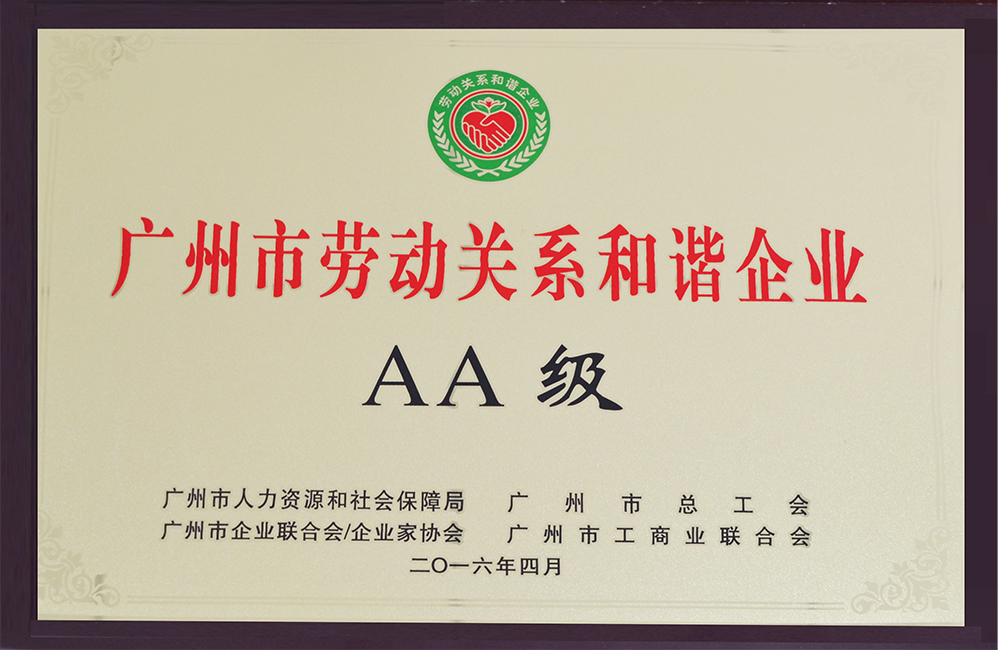 劳动关系和谐企业
广州市劳动关系和谐企业
AA 级
广州市人力资源和社会保障局 广州市总工会
广州市企业联合会/企业家协会 广州市工商业联合会
二〇一六年四月